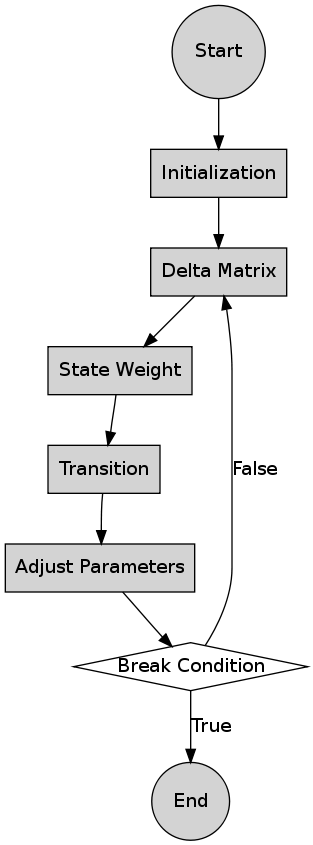 Start
Initialization
Delta Matrix
State Weight
Transition
False
Adjust Parameters
Break Condition
True
End